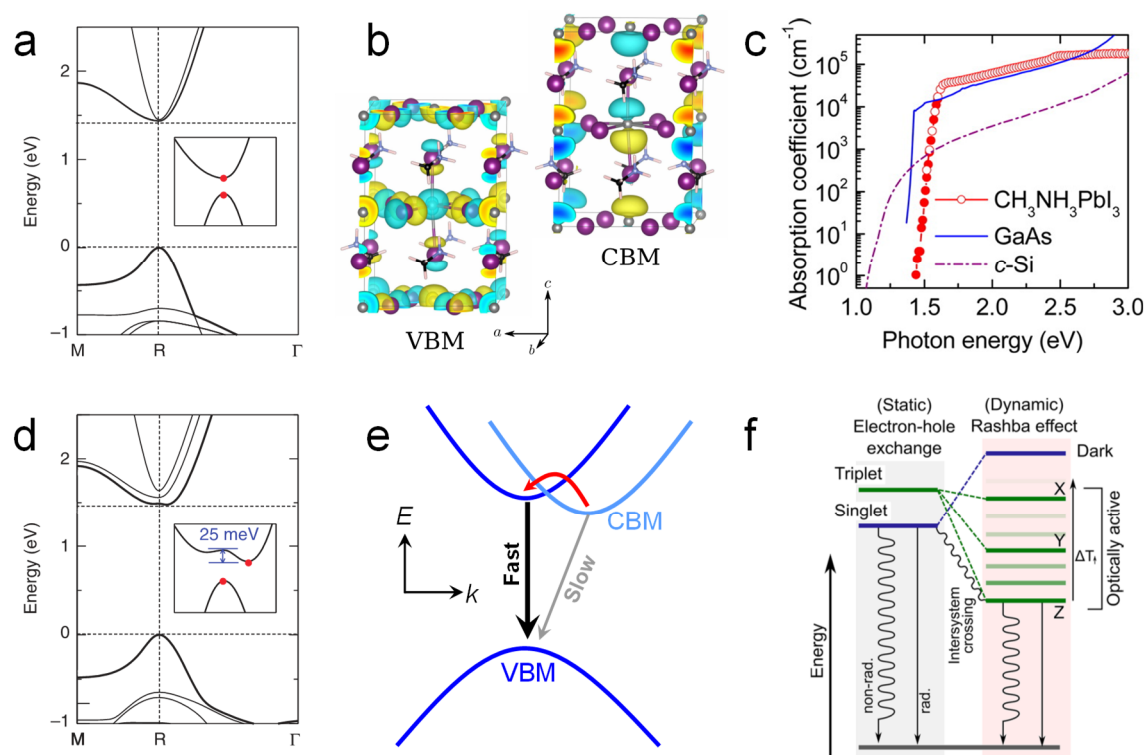 a
Energy (eV)
2
1
0
−1
M
R
Γ
b
VBM
CBM
c
a
b
c
Absorption coefficient (cm⁻¹)
10⁵
10⁴
10³
10²
10¹
10⁰
CH₃NH₃PbI₃
GaAs
c-Si
1.0
1.5
2.0
2.5
3.0
Photon energy (eV)
d
Energy (eV)
2
1
0
−1
25 meV
M
R
Γ
e
E
k
Fast
Slow
CBM
VBM
f
(Static)
Electron-hole
exchange
(Dynamic)
Rashba effect
Triplet
Singlet
Dark
X
Y
Z
ΔT↑
Optically active
Intersystem
crossing
Energy
non-rad.
rad.